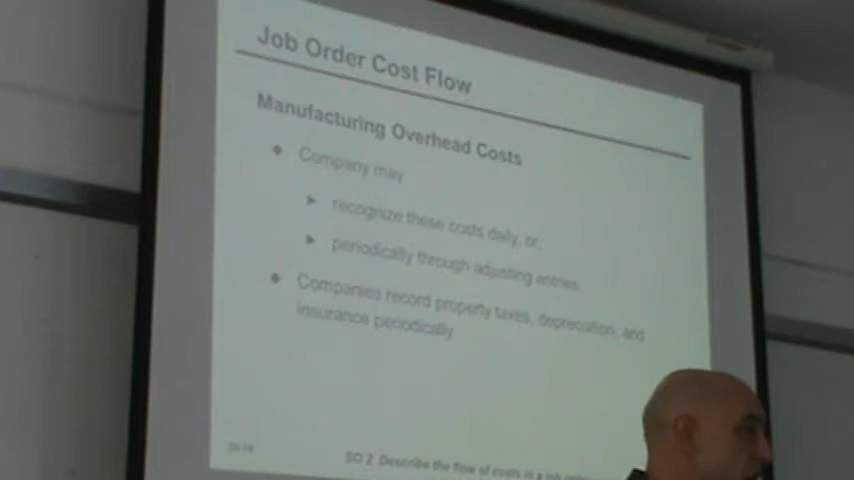 Job Order Cost Flow
Manufacturing Overhead Costs
Company may
recognize these costs daily, or,
periodically through adjusting entries.
Companies record property taxes, depreciation, and
insurance periodically.
SO 2 Describe the flow of costs in a job